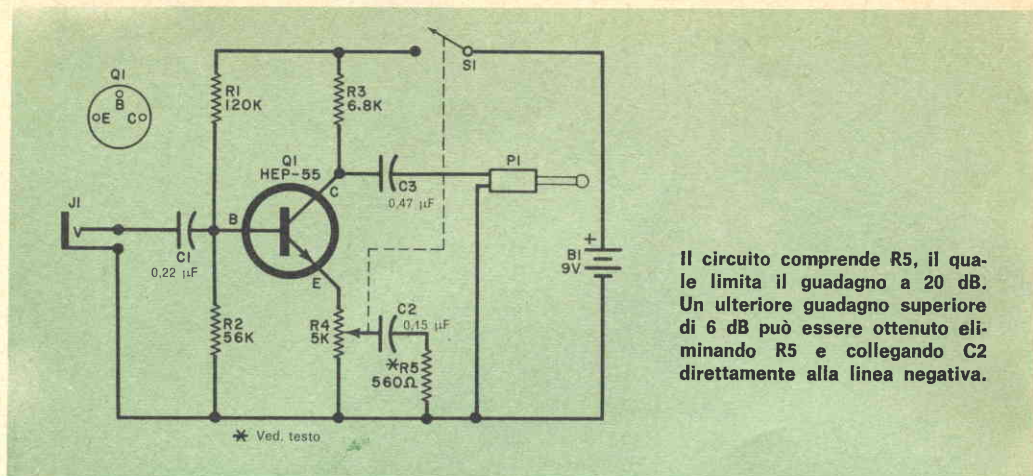 Q1
B
E
C
R1
120K
R3
6.8K
S1
Q1
HEP-55
C
C3
0,47 µF
P1
J1
B
C1
0,22 µF
E
+
B1
9V
R2
56K
R4
5K
C2
0,15 µF
*R5
560Ω
* Ved. testo
Il circuito comprende R5, il qua-
le limita il guadagno a 20 dB.
Un ulteriore guadagno superiore
di 6 dB può essere ottenuto eli-
minando R5 e collegando C2
direttamente alla linea negativa.